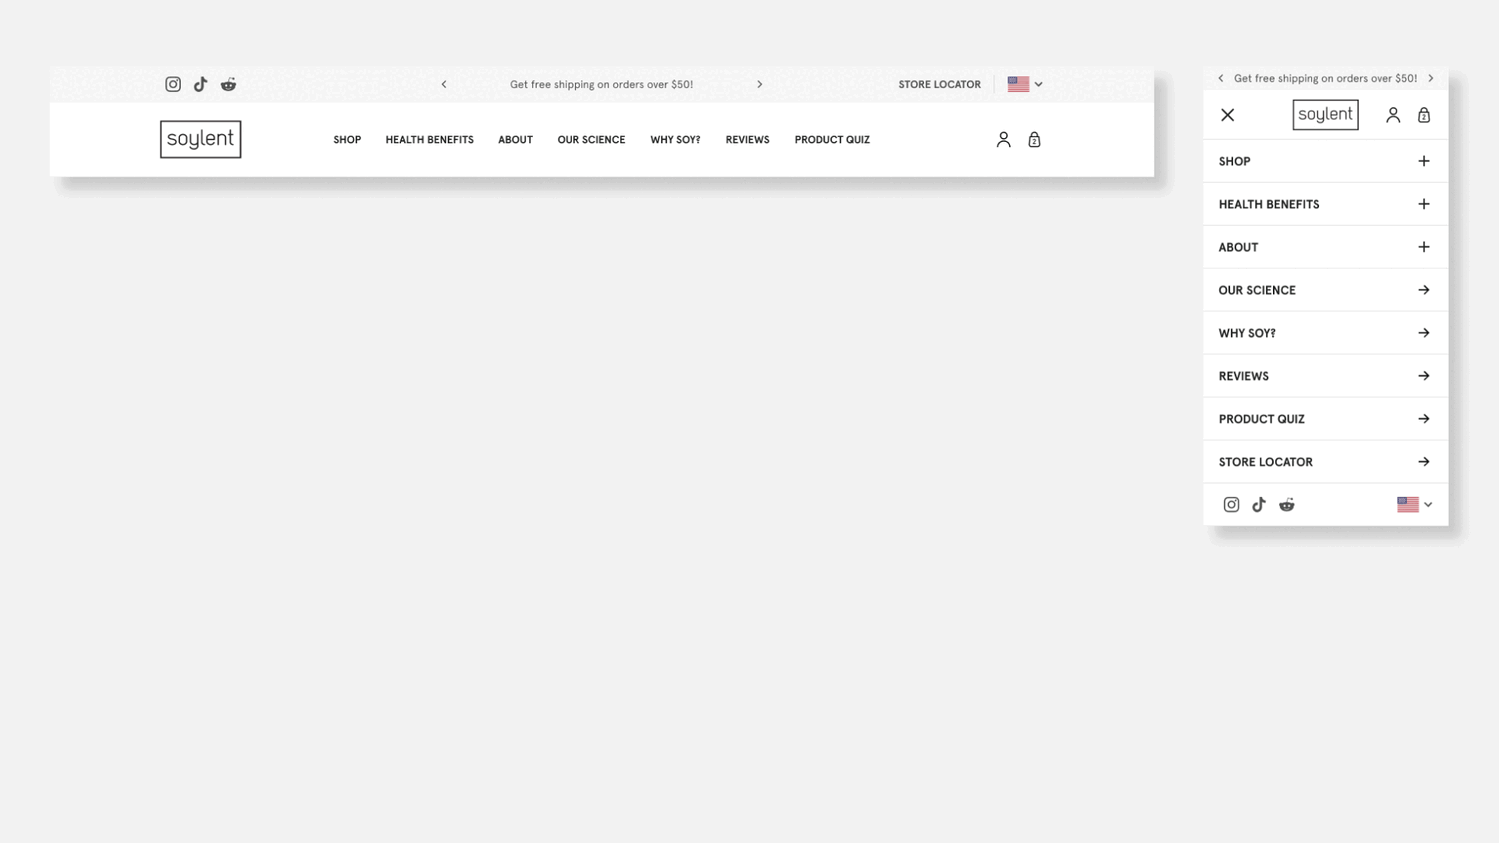 Get free shipping on orders over $50!
STORE LOCATOR
soylent
SHOP HEALTH BENEFITS ABOUT OUR SCIENCE WHY SOY? REVIEWS PRODUCT QUIZ
2
Get free shipping on orders over $50!
soylent
2
SHOP
HEALTH BENEFITS
ABOUT
OUR SCIENCE
WHY SOY?
REVIEWS
PRODUCT QUIZ
STORE LOCATOR